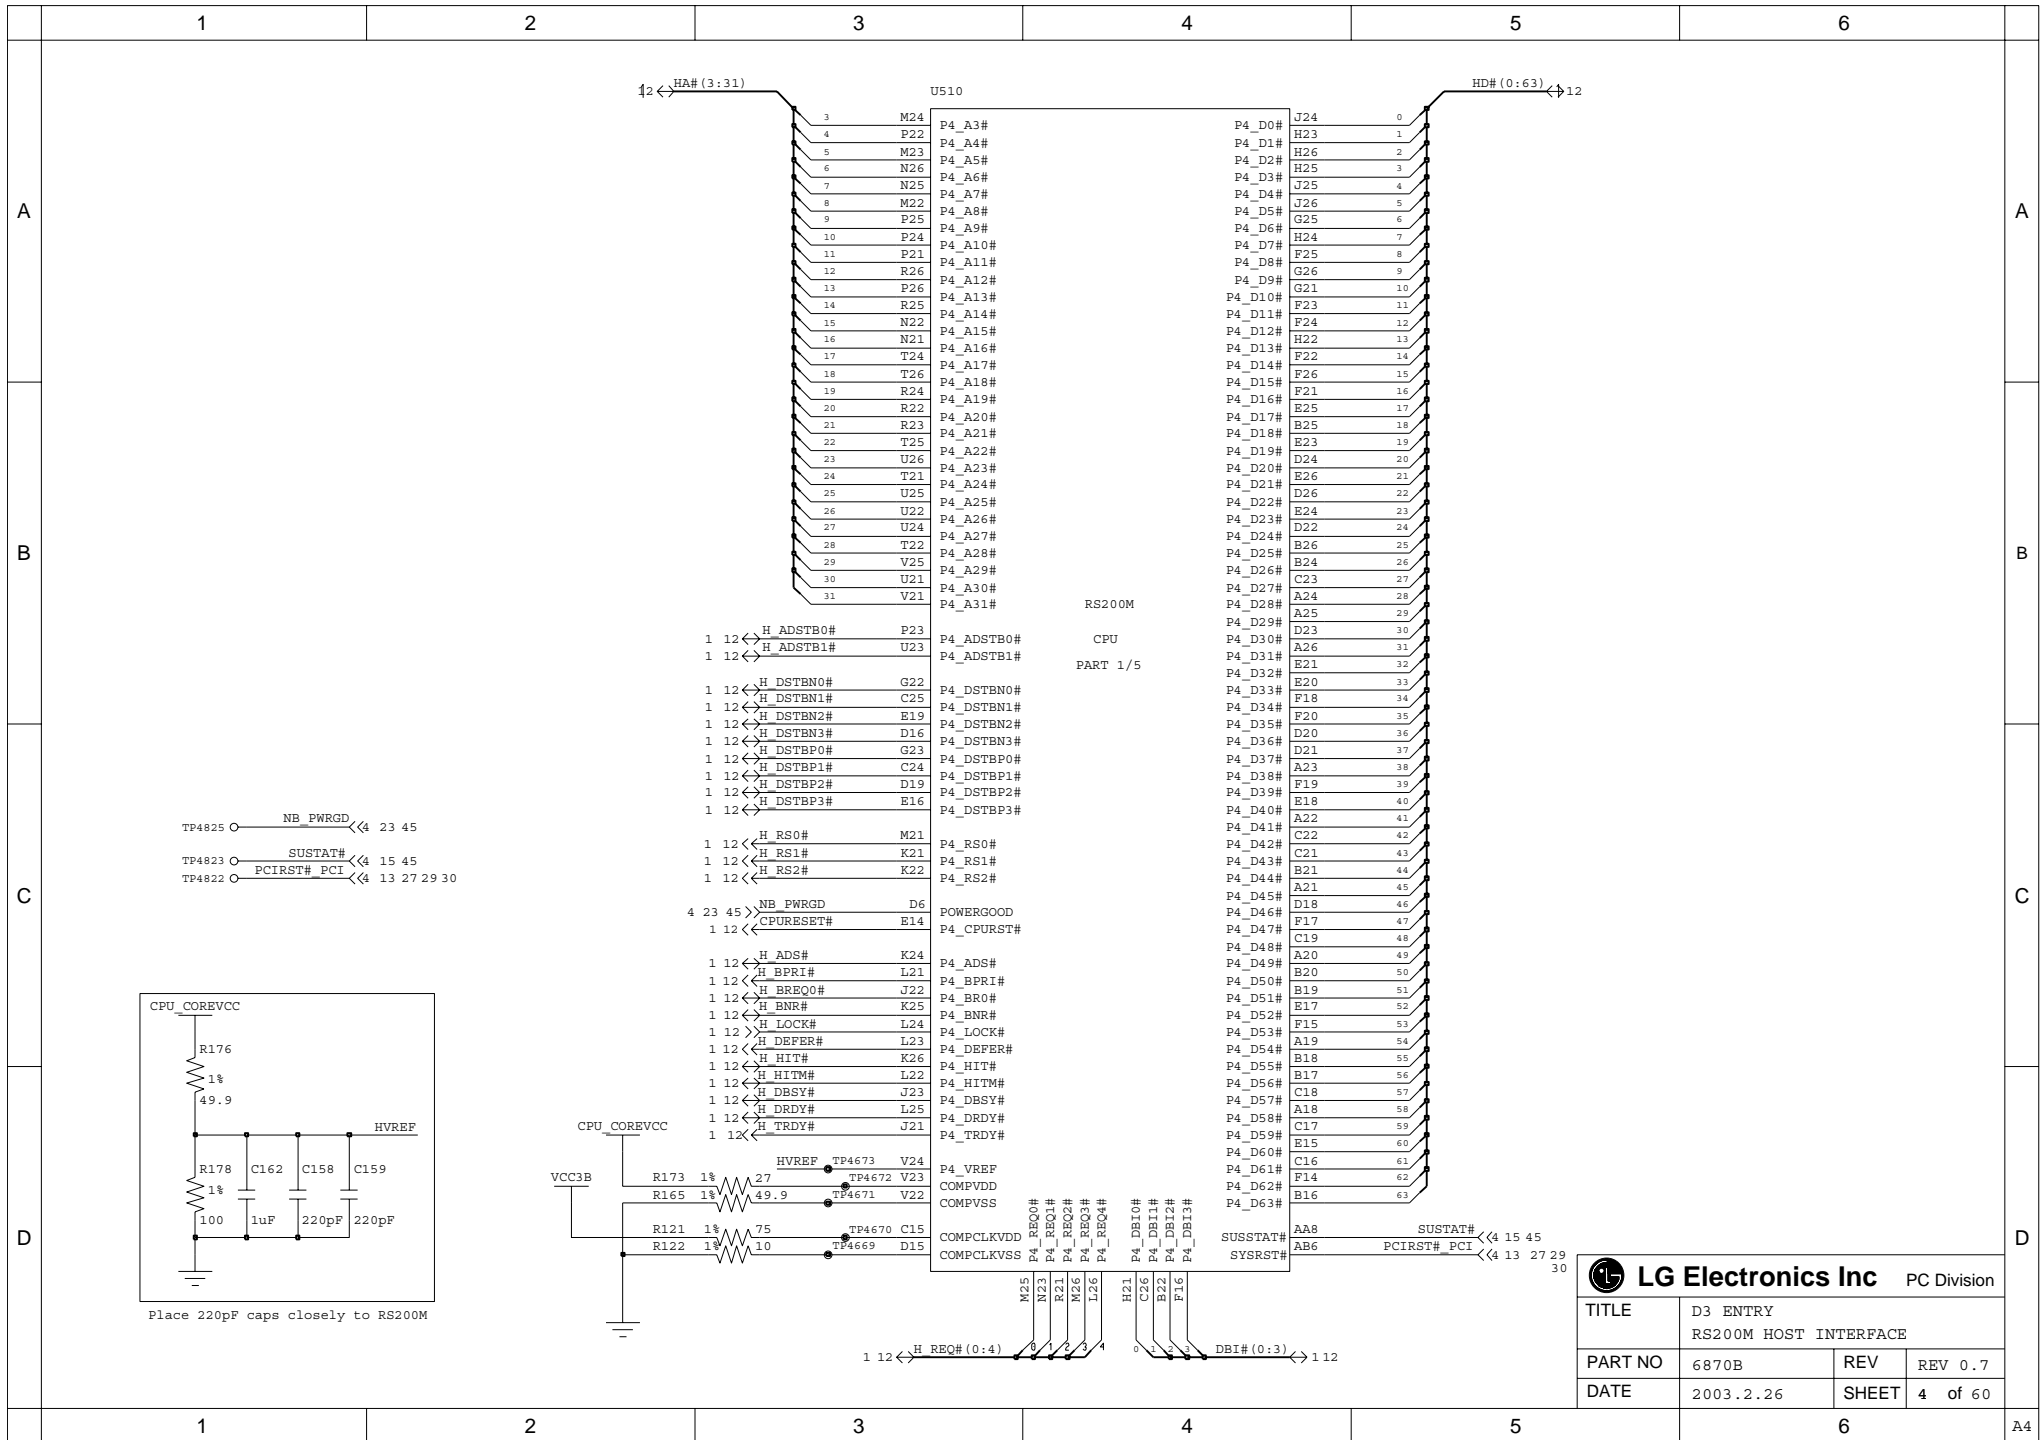 1 2 3 4 5 6
A
B
C
D
A
B
C
D
12 HA#(3:31)
U510
HD#(0:63) 12
3 M24 P4_A3# P4_D0# J24 0
4 P22 P4_A4# P4_D1# H23 1
5 M23 P4_A5# P4_D2# H26 2
6 N26 P4_A6# P4_D3# H25 3
7 N25 P4_A7# P4_D4# J25 4
8 M22 P4_A8# P4_D5# J26 5
9 P25 P4_A9# P4_D6# G25 6
10 P24 P4_A10# P4_D7# H24 7
11 P21 P4_A11# P4_D8# F25 8
12 R26 P4_A12# P4_D9# G26 9
13 P26 P4_A13# P4_D10# G21 10
14 R25 P4_A14# P4_D11# F23 11
15 N22 P4_A15# P4_D12# F24 12
16 N21 P4_A16# P4_D13# H22 13
17 T24 P4_A17# P4_D14# F22 14
18 T26 P4_A18# P4_D15# F26 15
19 R24 P4_A19# P4_D16# F21 16
20 R22 P4_A20# P4_D17# E25 17
21 R23 P4_A21# P4_D18# B25 18
22 T25 P4_A22# P4_D19# E23 19
23 U26 P4_A23# P4_D20# D24 20
24 T21 P4_A24# P4_D21# E26 21
25 U25 P4_A25# P4_D22# D26 22
26 U22 P4_A26# P4_D23# E24 23
27 U24 P4_A27# P4_D24# D22 24
28 T22 P4_A28# P4_D25# B26 25
29 V25 P4_A29# P4_D26# B24 26
30 U21 P4_A30# P4_D27# C23 27
31 V21 P4_A31# RS200M P4_D28# A24 28
P4_D29# A25 29
1 12 H_ADSTB0# P23 P4_ADSTB0# CPU P4_D30# D23 30
1 12 H_ADSTB1# U23 P4_ADSTB1# PART 1/5 P4_D31# A26 31
P4_D32# E21 32
1 12 H_DSTBN0# G22 P4_DSTBN0# P4_D33# E20 33
1 12 H_DSTBN1# C25 P4_DSTBN1# P4_D34# F18 34
1 12 H_DSTBN2# E19 P4_DSTBN2# P4_D35# F20 35
1 12 H_DSTBN3# D16 P4_DSTBN3# P4_D36# D20 36
1 12 H_DSTBP0# G23 P4_DSTBP0# P4_D37# D21 37
1 12 H_DSTBP1# C24 P4_DSTBP1# P4_D38# A23 38
1 12 H_DSTBP2# D19 P4_DSTBP2# P4_D39# F19 39
1 12 H_DSTBP3# E16 P4_DSTBP3# P4_D40# E18 40
P4_D41# A22 41
1 12 H_RS0# M21 P4_RS0# P4_D42# C22 42
1 12 H_RS1# K21 P4_RS1# P4_D43# C21 43
1 12 H_RS2# K22 P4_RS2# P4_D44# B21 44
P4_D45# A21 45
4 23 45 NB_PWRGD D6 POWERGOOD P4_D46# D18 46
1 12 CPURESET# E14 P4_CPURST# P4_D47# F17 47
P4_D48# C19 48
1 12 H_ADS# K24 P4_ADS# P4_D49# A20 49
1 12 H_BPRI# L21 P4_BPRI# P4_D50# B20 50
1 12 H_BREQ0# J22 P4_BR0# P4_D51# B19 51
1 12 H_BNR# K25 P4_BNR# P4_D52# E17 52
1 12 H_LOCK# L24 P4_LOCK# P4_D53# F15 53
1 12 H_DEFER# L23 P4_DEFER# P4_D54# A19 54
1 12 H_HIT# K26 P4_HIT# P4_D55# B18 55
1 12 H_HITM# L22 P4_HITM# P4_D56# B17 56
1 12 H_DBSY# J23 P4_DBSY# P4_D57# C18 57
1 12 H_DRDY# L25 P4_DRDY# P4_D58# A18 58
1 12 H_TRDY# J21 P4_TRDY# P4_D59# C17 59
P4_D60# E15 60
HVREF TP4673 V24 P4_VREF P4_D61# C16 61
R173 1% 27 TP4672 V23 COMPVDD P4_D62# F14 62
R165 1% 49.9 TP4671 V22 COMPVSS P4_D63# B16 63
CPU_COREVCC
VCC3B
R121 1% 75 TP4670 C15 COMPCLKVDD SUSSTAT# AA8 SUSTAT# 4 15 45
R122 1% 10 TP4669 D15 COMPCLKVSS SYSRST# AB6 PCIRST#_PCI 4 13 27 29
30
P4_REQ0# P4_REQ1# P4_REQ2# P4_REQ3# P4_REQ4# P4_DBI0# P4_DBI1# P4_DBI2# P4_DBI3#
M25 N23 R21 M26 L26 H21 C26 B22 F16
0 1 2 3 4 0 1 2 3
1 12 H_REQ#(0:4) DBI#(0:3) 1 12
TP4825 NB_PWRGD 4 23 45
TP4823 SUSTAT# 4 15 45
TP4822 PCIRST#_PCI 4 13 27 29 30
CPU_COREVCC
R176
1%
49.9
HVREF
R178 C162 C158 C159
1%
100 1uF 220pF 220pF
Place 220pF caps closely to RS200M
LG Electronics Inc PC Division
TITLE D3 ENTRY
RS200M HOST INTERFACE
PART NO 6870B REV REV 0.7
DATE 2003.2.26 SHEET 4 of 60
1 2 3 4 5 6 A4